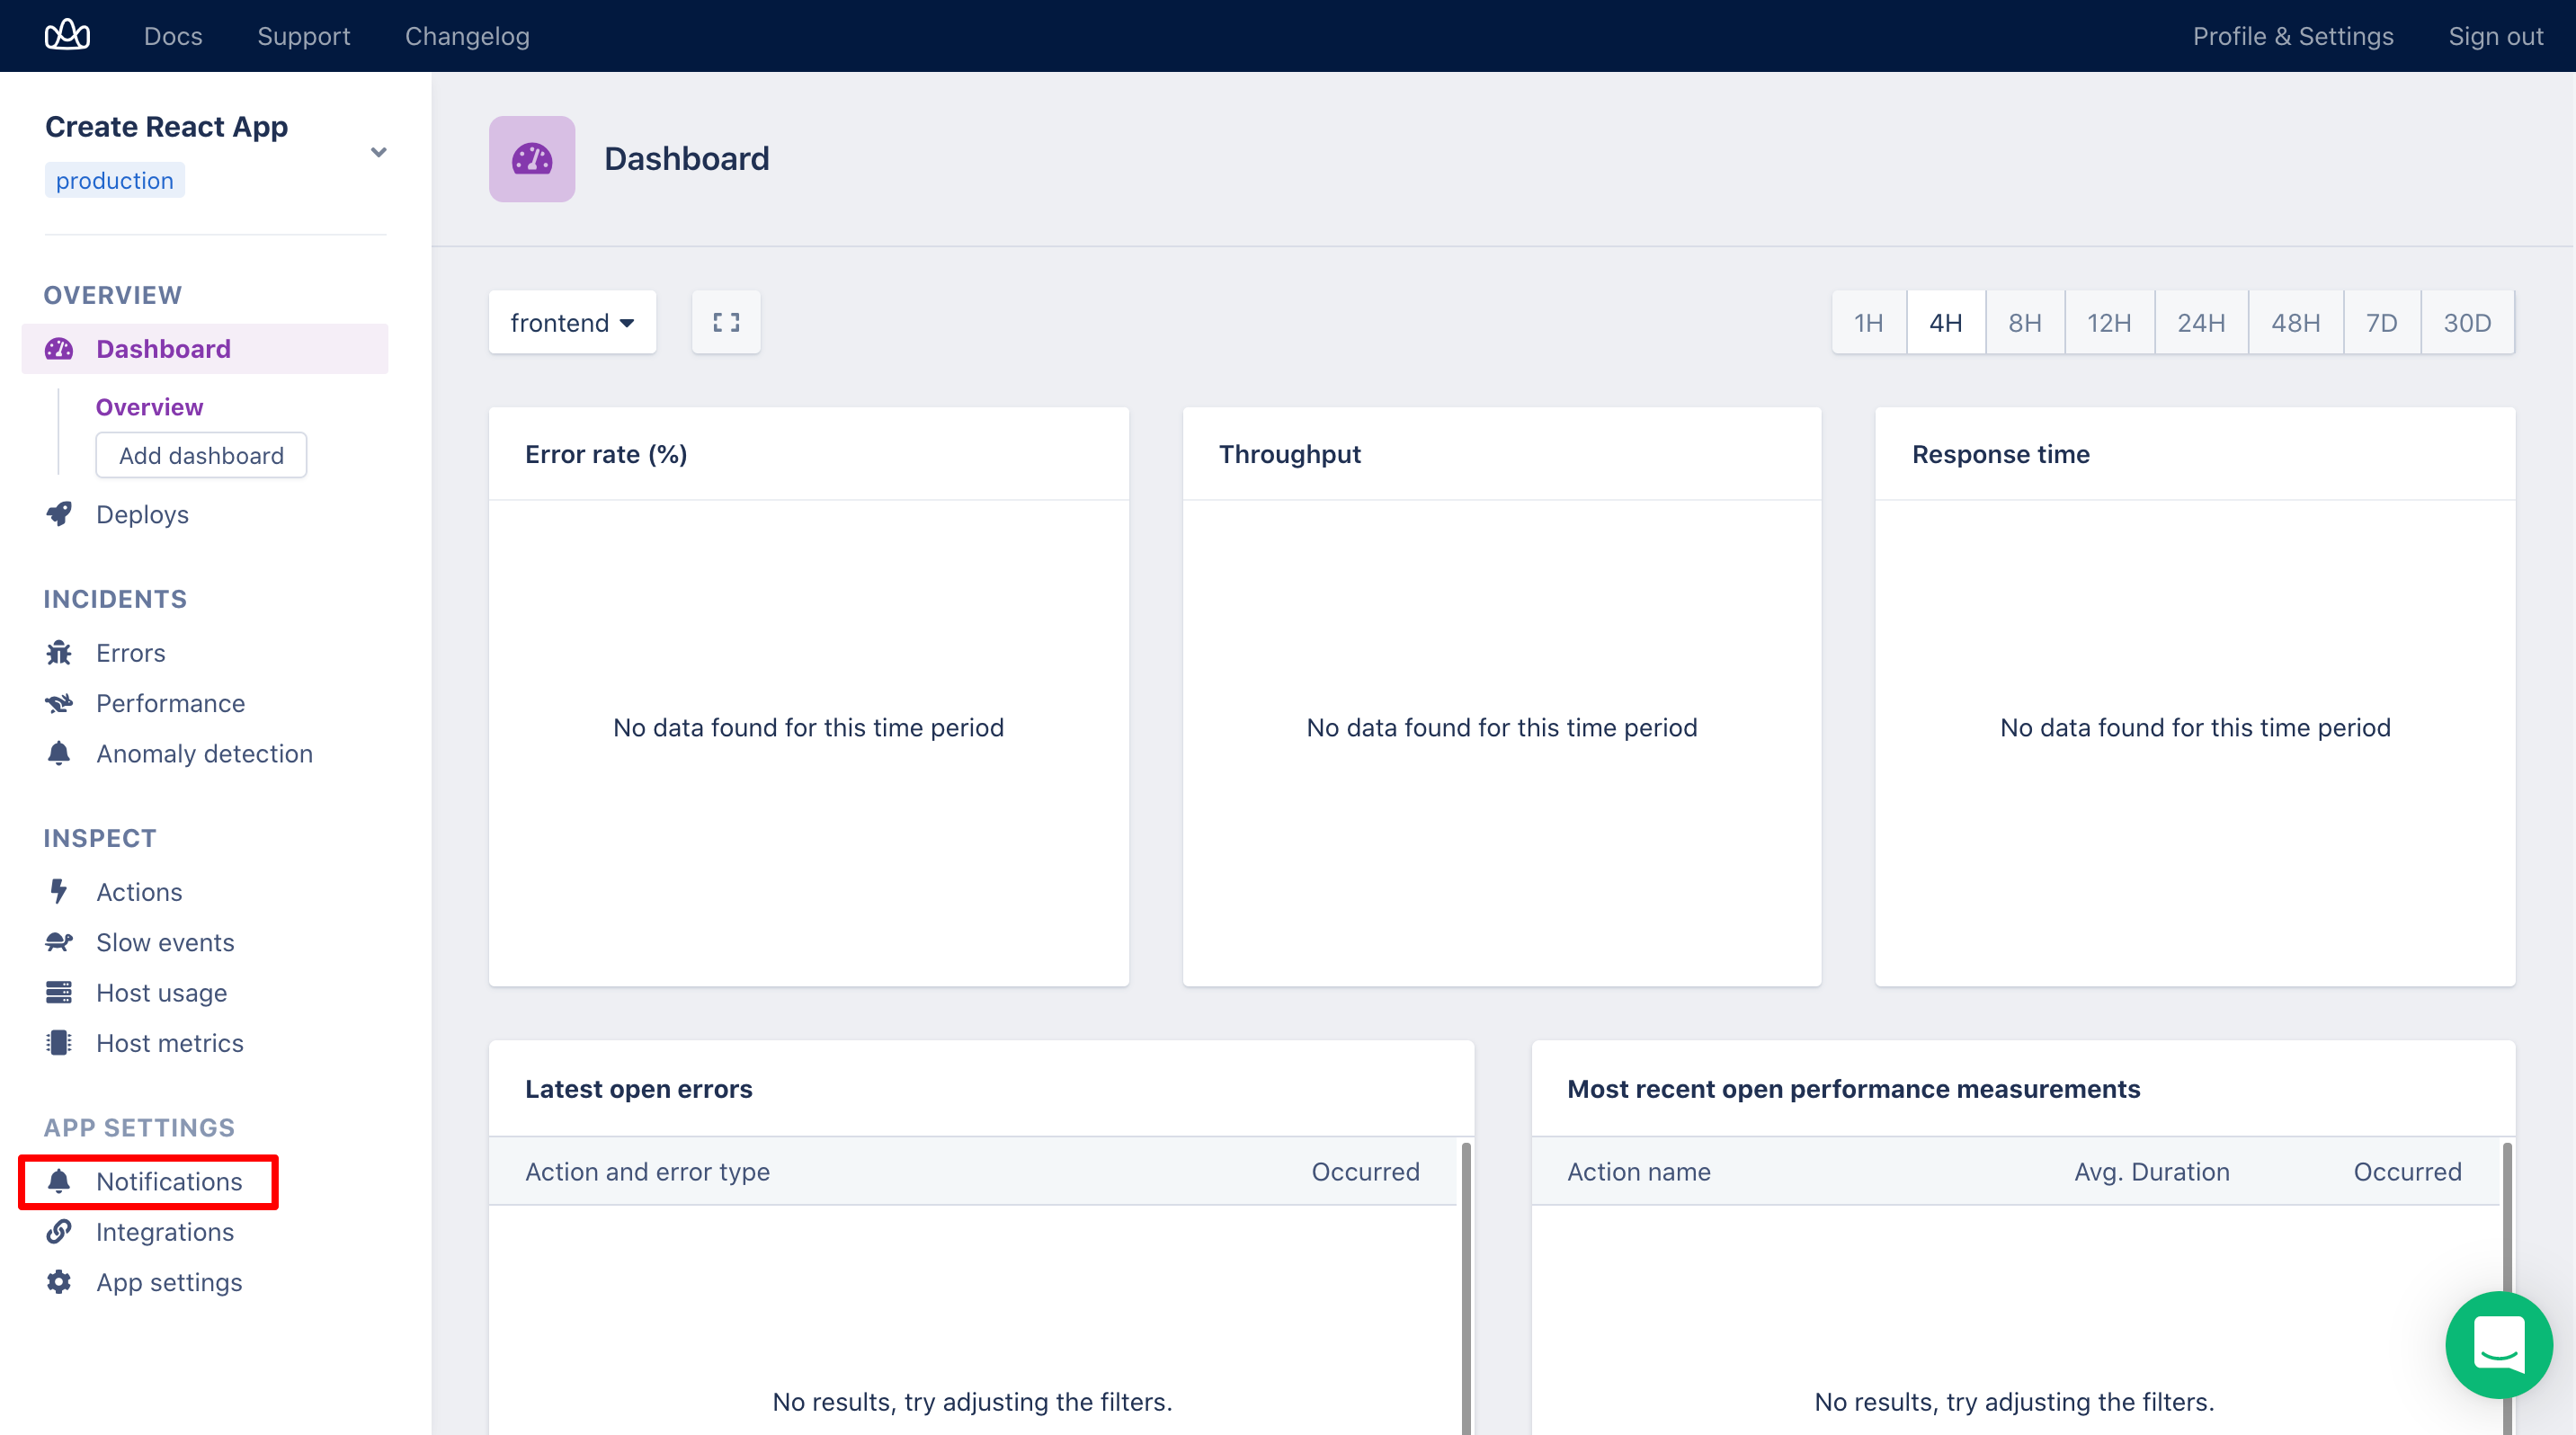 Docs Support Changelog Profile & Settings Sign out
Create React App
production
OVERVIEW
Dashboard
Overview
Add dashboard
Deploys
INCIDENTS
Errors
Performance
Anomaly detection
INSPECT
Actions
Slow events
Host usage
Host metrics
APP SETTINGS
Notifications
Integrations
App settings
Dashboard
frontend
1H 4H 8H 12H 24H 48H 7D 30D
Error rate (%)
No data found for this time period
Throughput
No data found for this time period
Response time
No data found for this time period
Latest open errors
Action and error type Occurred
No results, try adjusting the filters.
Most recent open performance measurements
Action name Avg. Duration Occurred
No results, try adjusting the filters.